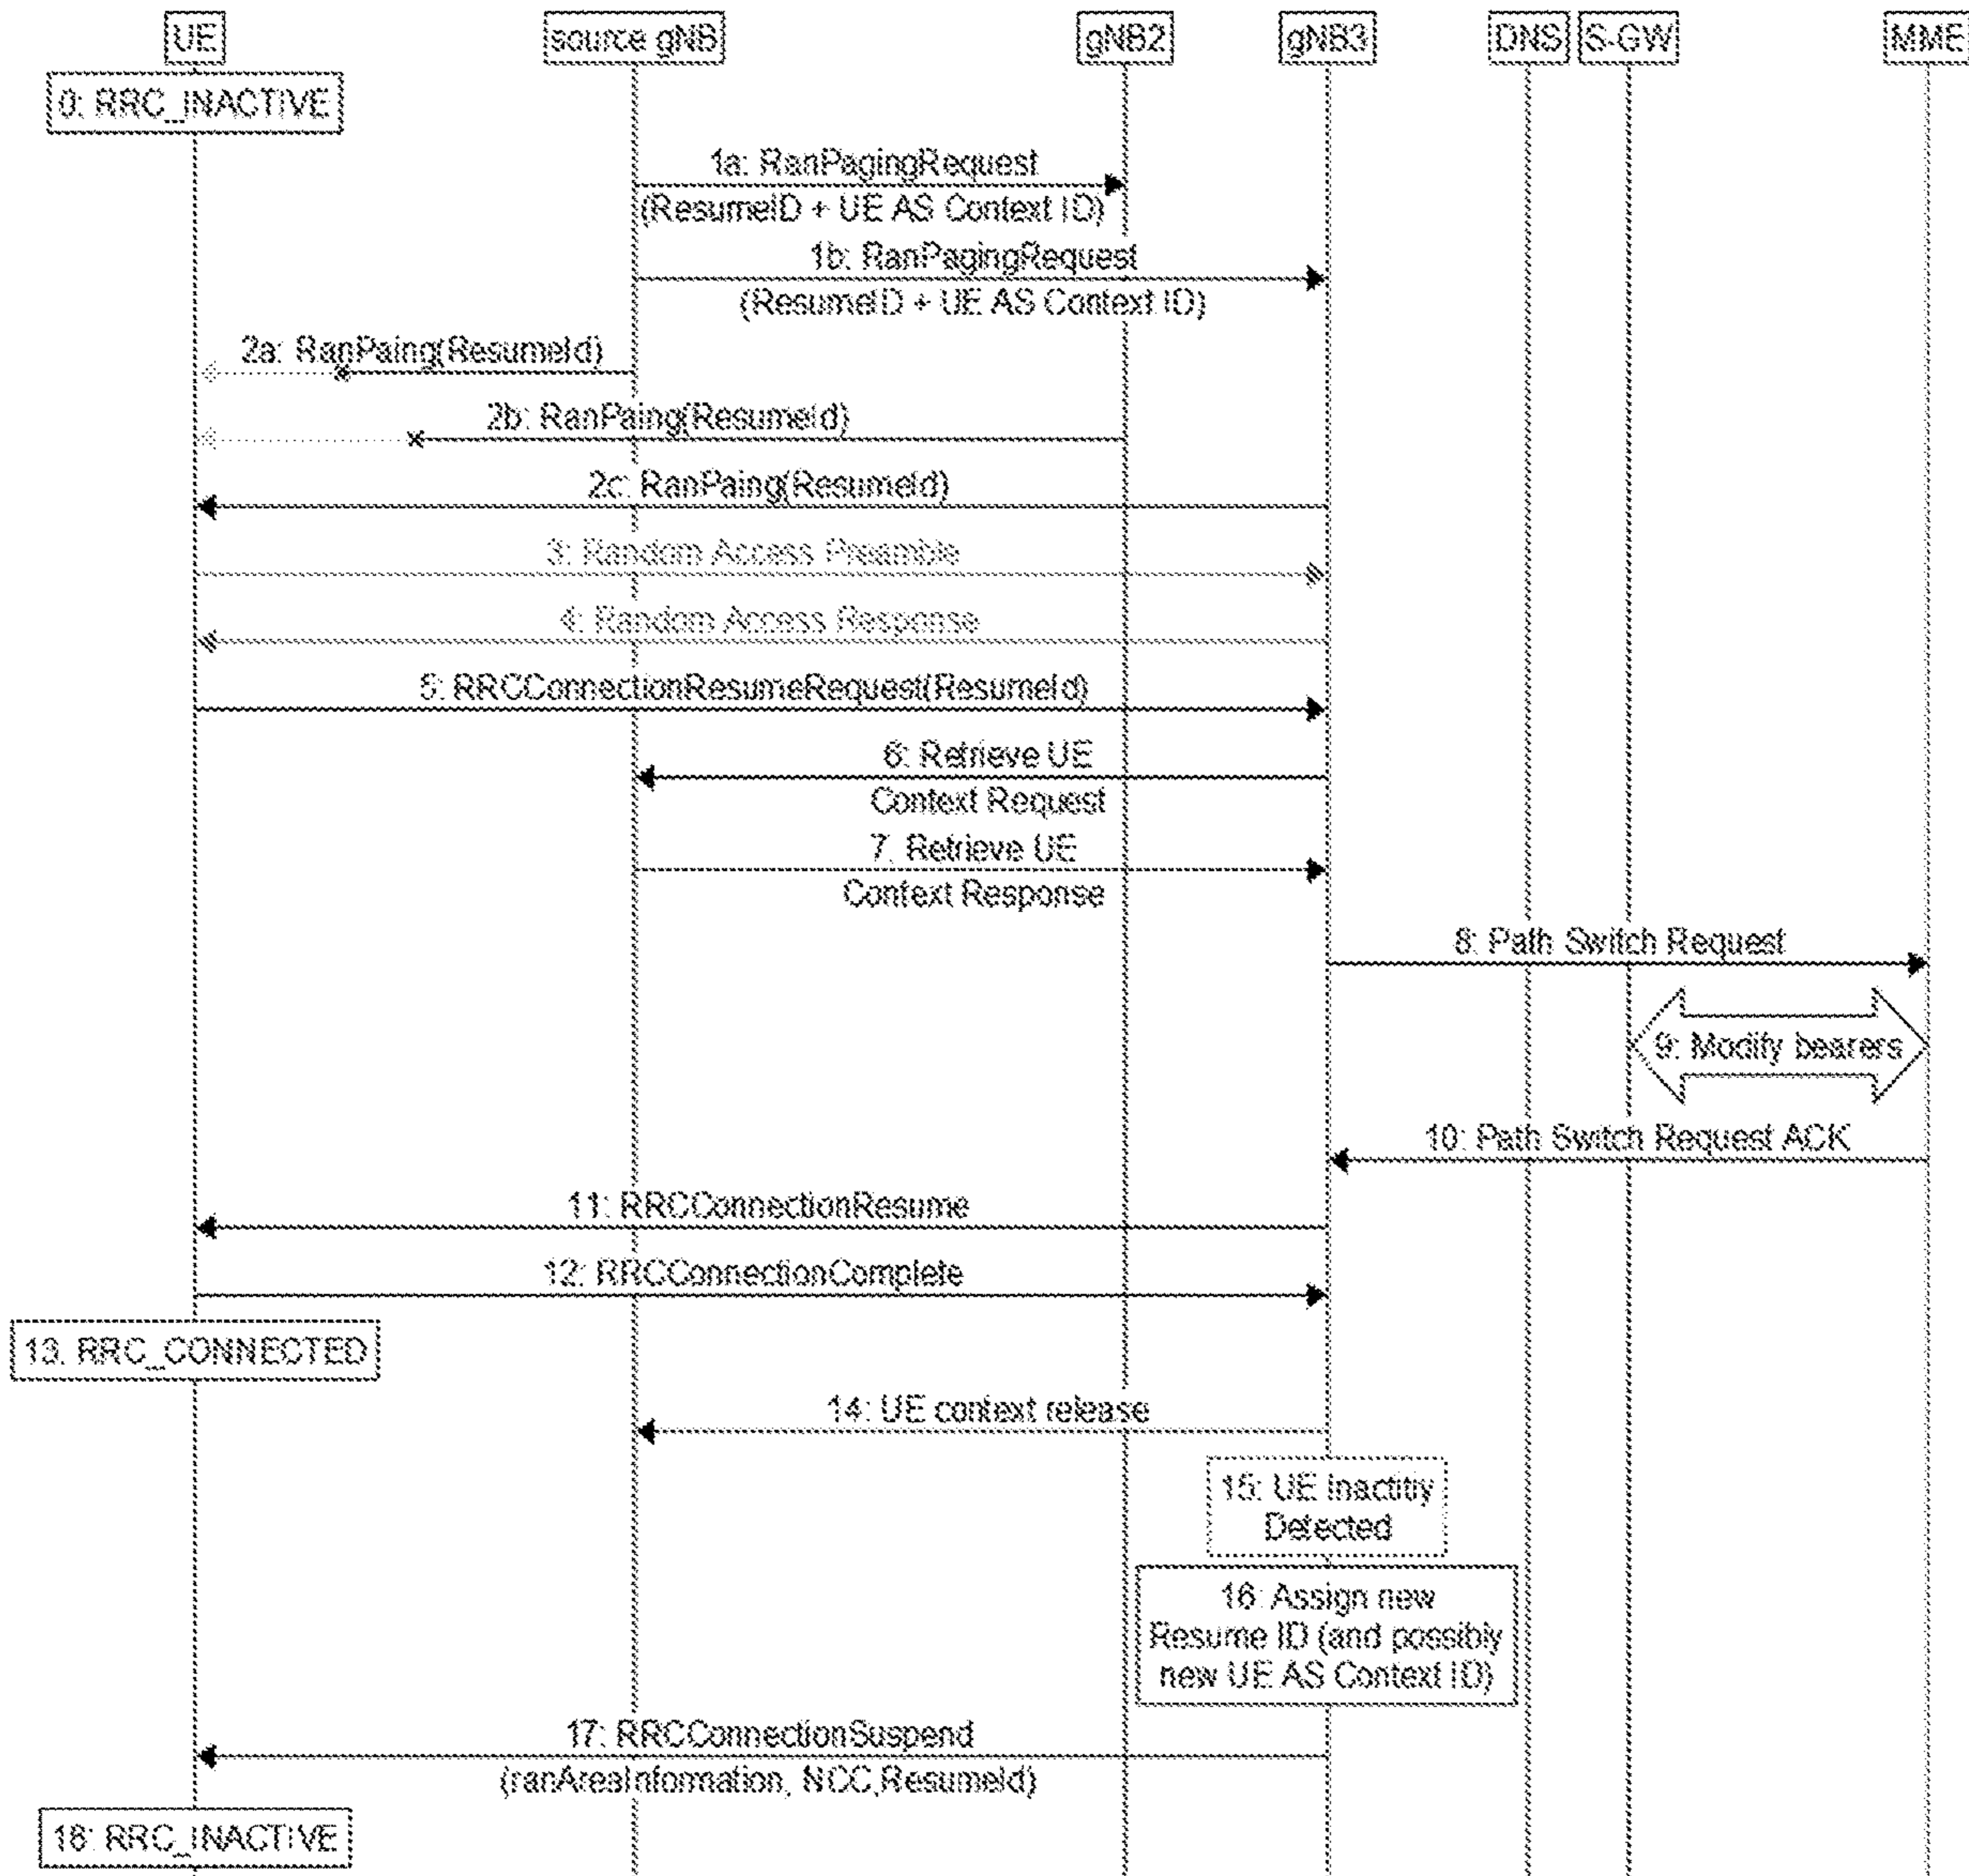 UE
source gNB
gNB2
gNB3
DNS
S-GW
MME
0: RRC_INACTIVE
1a: RanPagingRequest
(ResumeID + UE AS Context ID)
1b: RanPagingRequest
(ResumeID + UE AS Context ID)
2a: RanPaing(ResumeId)
2b: RanPaing(ResumeId)
2c: RanPaing(ResumeId)
3: Random Access Preamble
4: Random Access Response
5: RRCConnectionResumeRequest(ResumeId)
6: Retrieve UE
Context Request
7: Retrieve UE
Context Response
8: Path Switch Request
9: Modify bearers
10: Path Switch Request ACK
11: RRCConnectionResume
12: RRCConnectionComplete
13. RRC_CONNECTED
14: UE context release
15: UE Inactitiy
Detected
16: Assign new
Resume ID (and possibly
new UE AS Context ID)
17: RRCConnectionSuspend
(ranAreaInformation, NCC,ResumeId)
18: RRC_INACTIVE